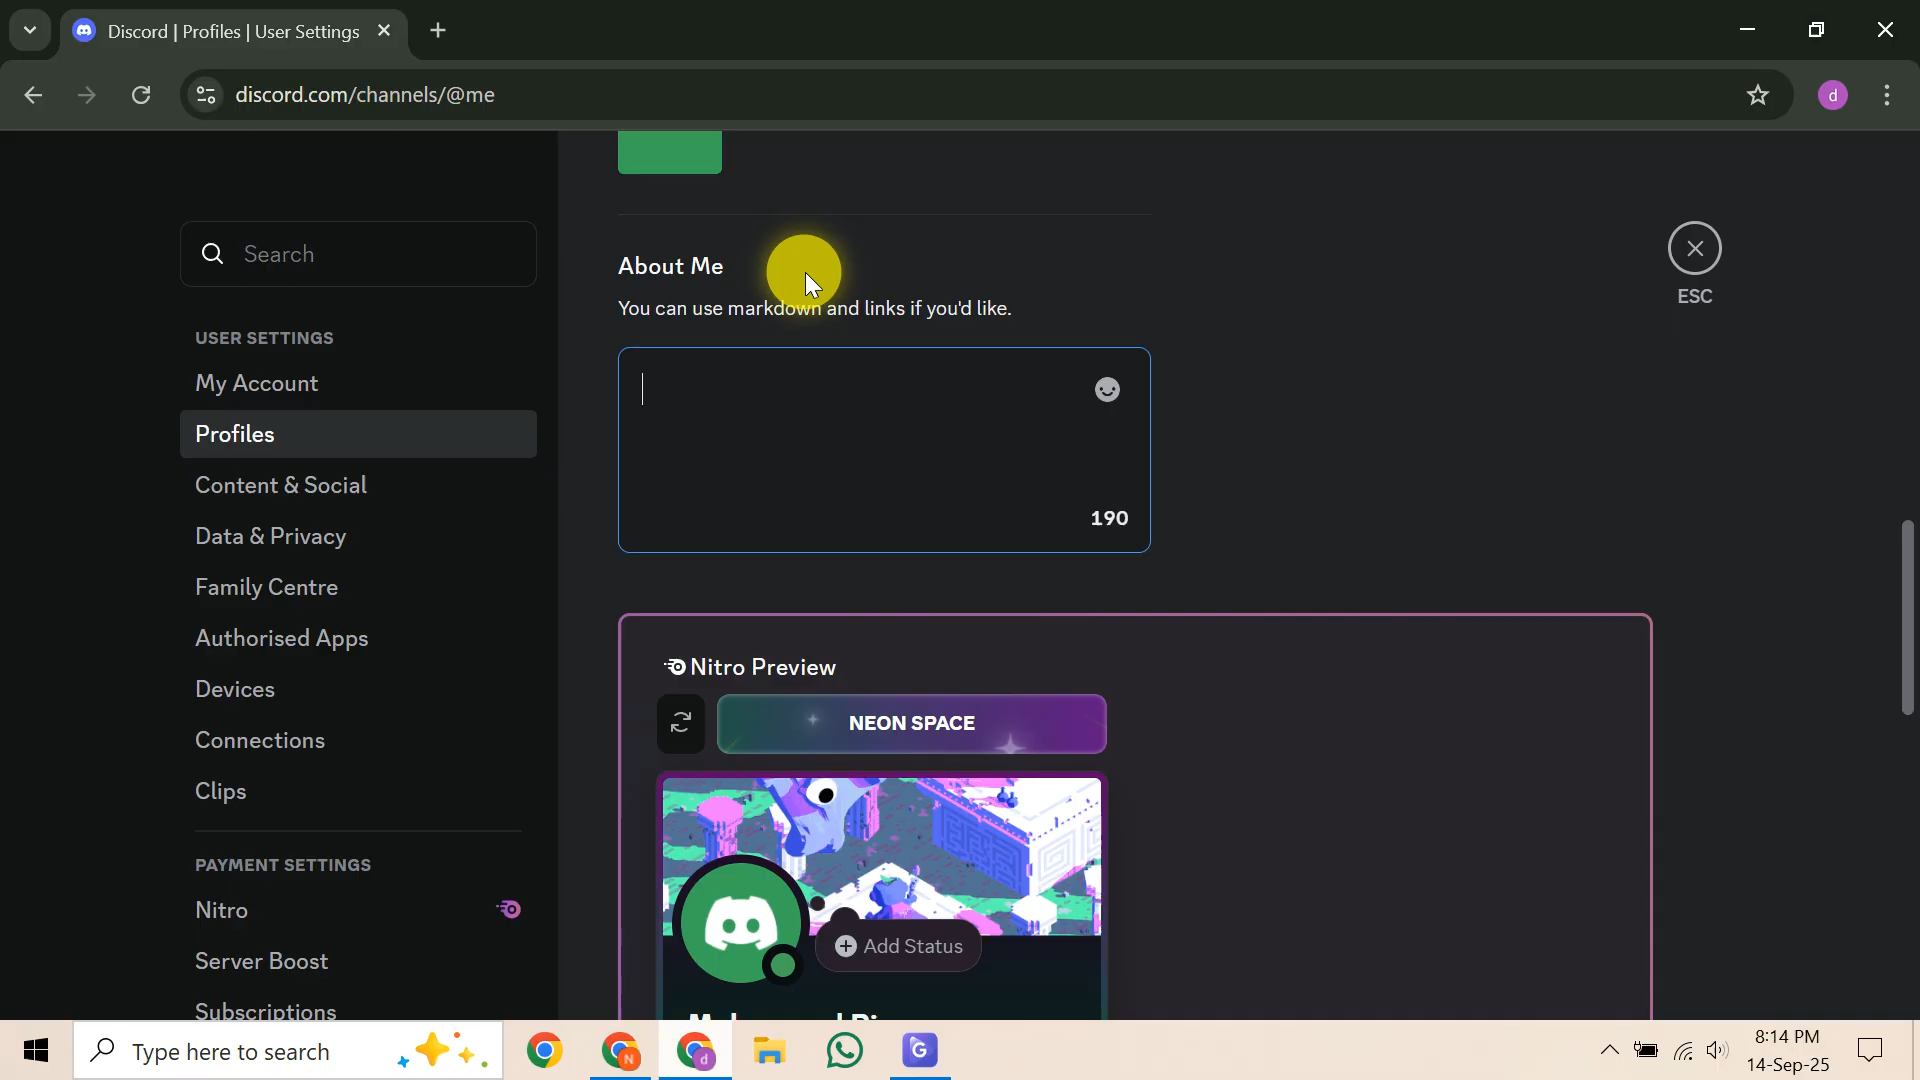 Discord | Profiles | User Settings
discord.com/channels/@me
d
Search
USER SETTINGS
My Account
Profiles
Content & Social
Data & Privacy
Family Centre
Authorised Apps
Devices
Connections
Clips
PAYMENT SETTINGS
Nitro
Server Boost
Subscriptions
About Me
You can use markdown and links if you'd like.
190
ESC
Nitro Preview
NEON SPACE
Add Status
Type here to search
N
d
G
8:14 PM
14-Sep-25